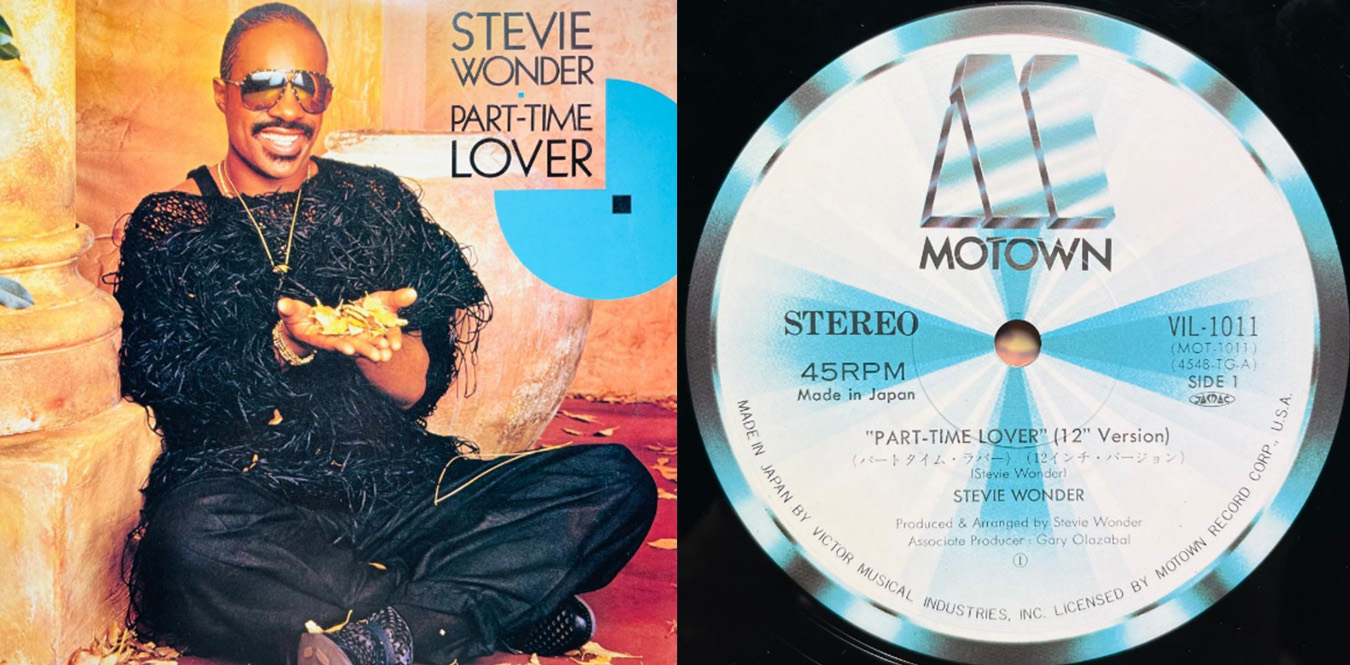 STEVIE
WONDER
PART-TIME
LOVER
MOTOWN
STEREO
45RPM
Made in Japan
VIL-1011
(MOT-1011)
(4548-TG-A)
SIDE 1
JASRAC
"PART-TIME LOVER" (12" Version)
(パートタイム・ラバー) (12インチ・バージョン)
(Stevie Wonder)
STEVIE WONDER
Produced & Arranged by Stevie Wonder
Associate Producer : Gary Olazabal
①
MADE IN JAPAN BY VICTOR MUSICAL INDUSTRIES, INC. LICENSED BY MOTOWN RECORD CORP., U.S.A.